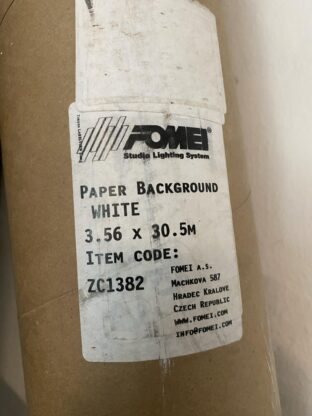 FOMEI
Studio Lighting System
PAPER BACKGROUND
WHITE
3.56 x 30.5M
ITEM CODE:
ZC1382
FOMEI A.S.
MACHKOVA 587
HRADEC KRALOVE
CZECH REPUBLIC
WWW.FOMEI.COM
INFO@FOMEI.COM